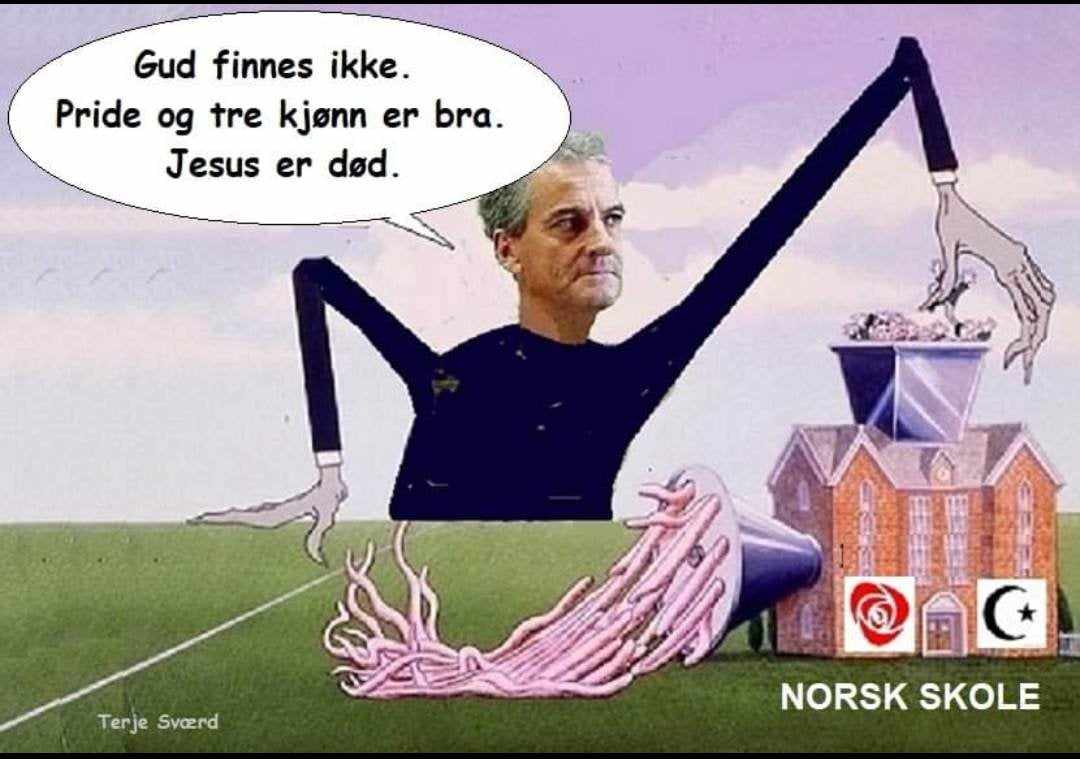 Gud finnes ikke.
Pride og tre kjønn er bra.
Jesus er død.
NORSK SKOLE
Terje Sværd